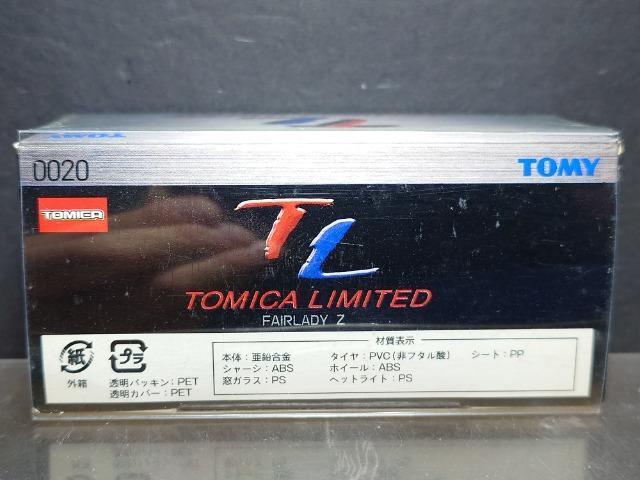 0020
TOMY
TOMICA
TL
TOMICA LIMITED
FAIRLADY Z
紙
外箱
プラ
透明パッキン：PET
透明カバー：PET
材質表示
本体：亜鉛合金 タイヤ：PVC(非フタル酸) シート：PP
シャーシ：ABS ホイール：ABS
窓ガラス：PS ヘットライト：PS